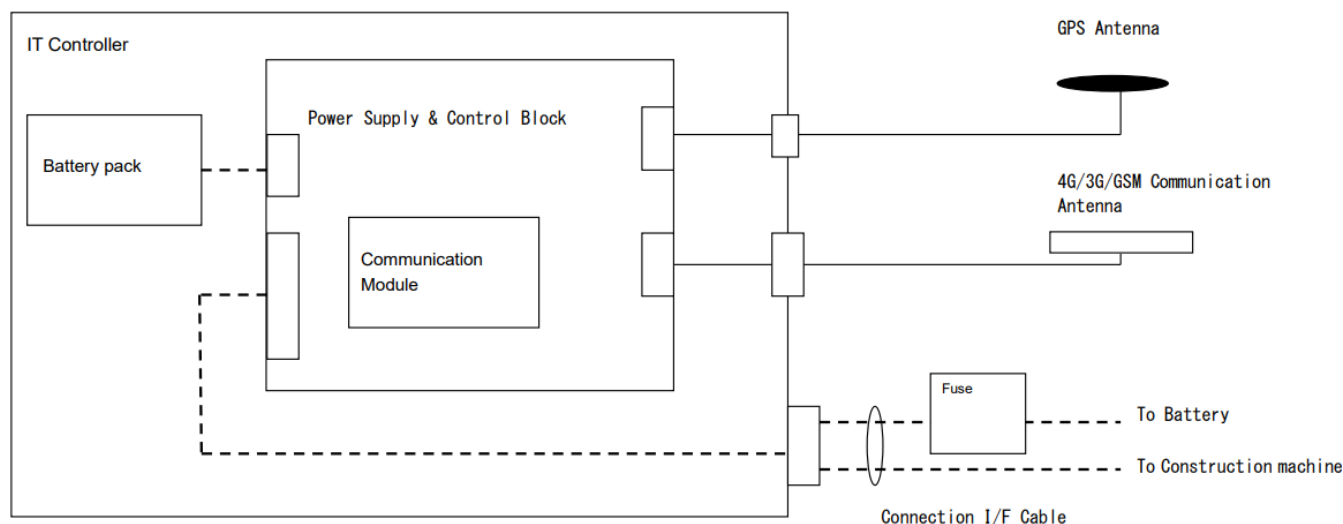 IT Controller
GPS Antenna
Power Supply & Control Block
Battery pack
4G/3G/GSM Communication
Antenna
Communication
Module
Fuse
To Battery
To Construction machine
Connection I/F Cable